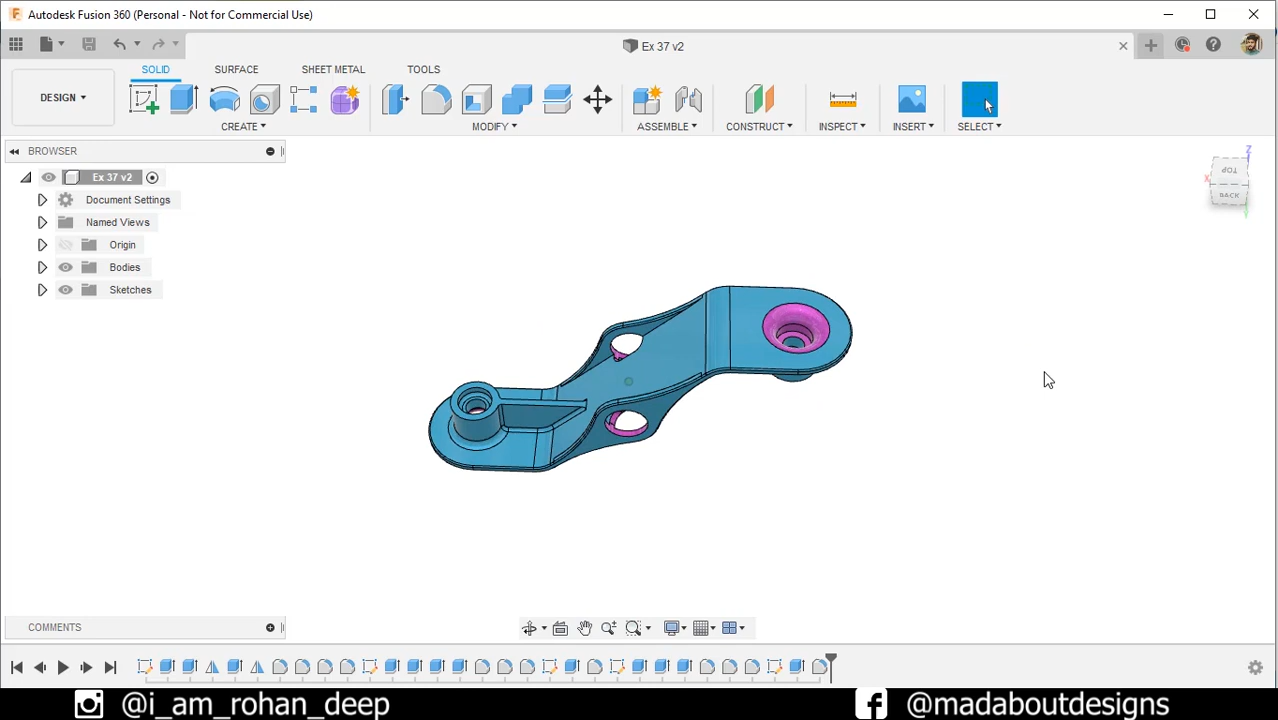 Autodesk Fusion 360 (Personal - Not for Commercial Use)
Ex 37 v2
SOLID SURFACE SHEET METAL TOOLS
DESIGN
CREATE MODIFY ASSEMBLE CONSTRUCT INSPECT INSERT SELECT
BROWSER
Ex 37 v2
Document Settings
Named Views
Origin
Bodies
Sketches
Z
X
TOP
BACK
COMMENTS
@i_am_rohan_deep @madaboutdesigns